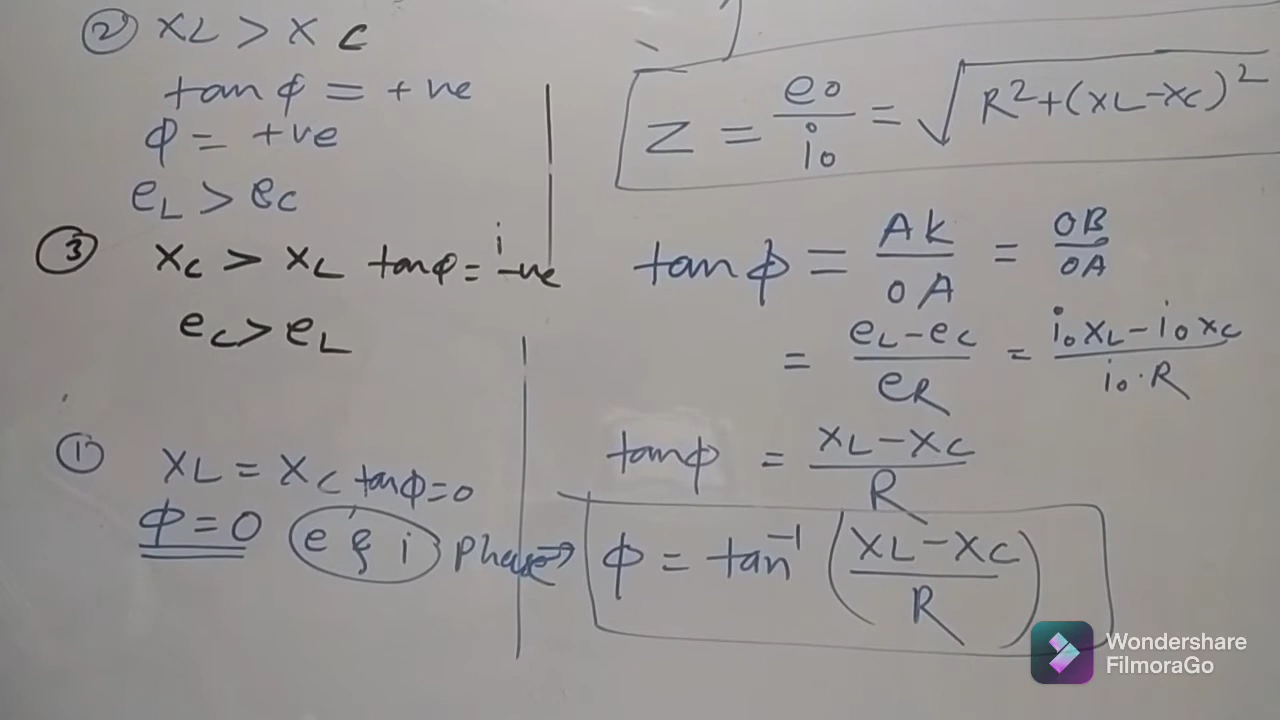 ② XL > XC
tan ϕ = +ve
ϕ = +ve
eL > eC
③ XC > XL tanϕ = -ve
eC > eL
① XL = XC tanϕ=0
ϕ = 0 e & i Phase→
Z = e0/i0 = √R²+(XL-XC)²
tanϕ = AK/OA = OB/OA
= eL-eC/eR = i0XL-i0XC/i0·R
tanϕ = XL-XC/R
ϕ = tan⁻¹(XL-XC/R)
Wondershare
FilmoraGo